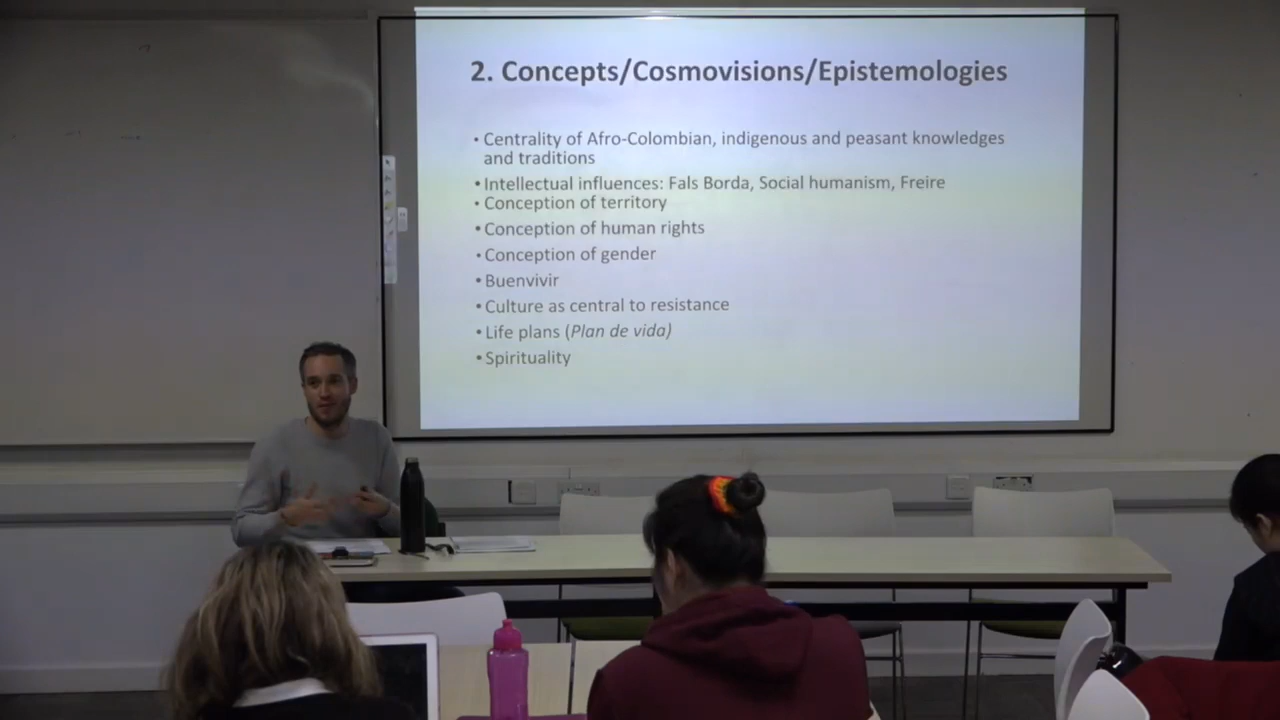 2. Concepts/Cosmovisions/Epistemologies
• Centrality of Afro-Colombian, indigenous and peasant knowledges
and traditions
• Intellectual influences: Fals Borda, Social humanism, Freire
• Conception of territory
• Conception of human rights
• Conception of gender
• Buenvivir
• Culture as central to resistance
• Life plans (Plan de vida)
• Spirituality